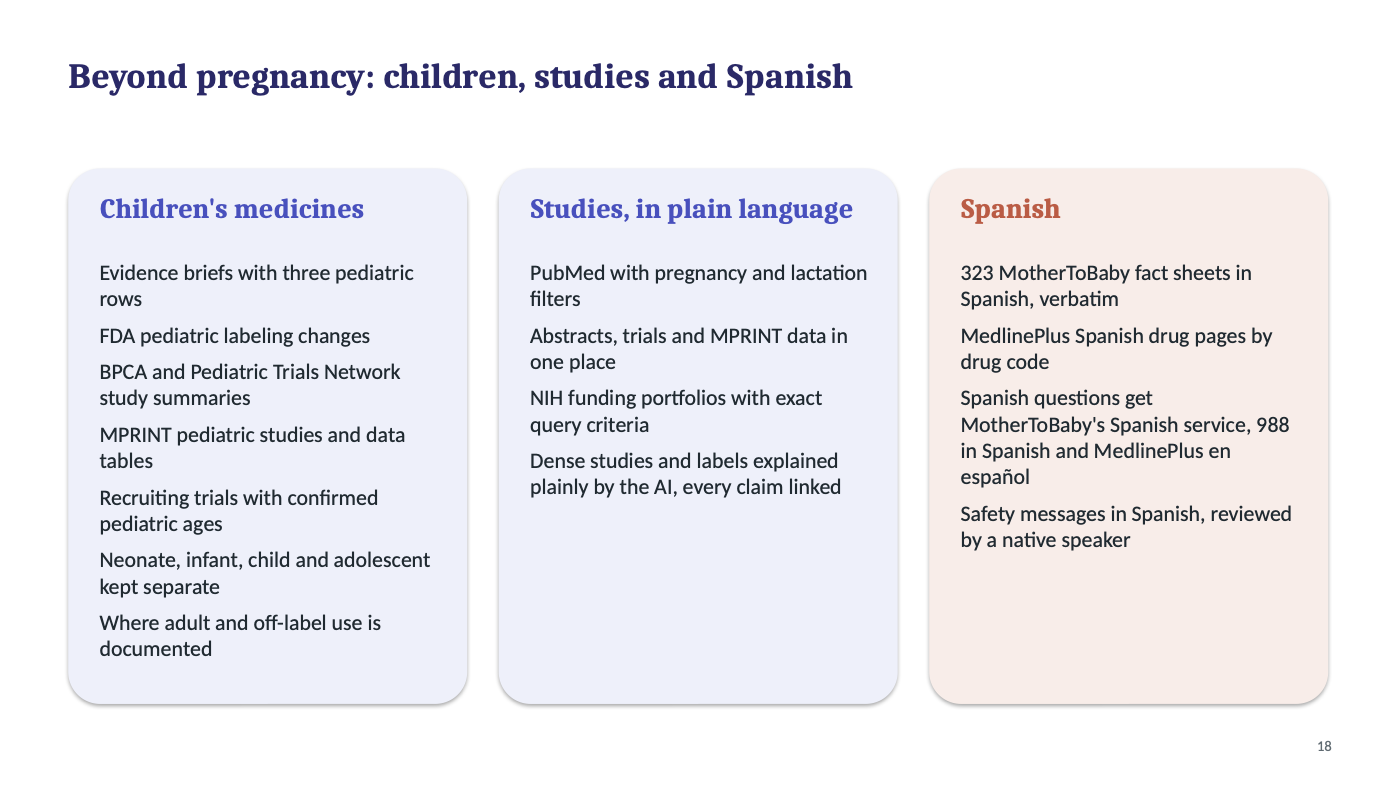 Beyond pregnancy: children, studies and Spanish
Children's medicines
Evidence briefs with three pediatric
rows
FDA pediatric labeling changes
BPCA and Pediatric Trials Network
study summaries
MPRINT pediatric studies and data
tables
Recruiting trials with confirmed
pediatric ages
Neonate, infant, child and adolescent
kept separate
Where adult and off-label use is
documented
Studies, in plain language
PubMed with pregnancy and lactation
filters
Abstracts, trials and MPRINT data in
one place
NIH funding portfolios with exact
query criteria
Dense studies and labels explained
plainly by the AI, every claim linked
Spanish
323 MotherToBaby fact sheets in
Spanish, verbatim
MedlinePlus Spanish drug pages by
drug code
Spanish questions get
MotherToBaby's Spanish service, 988
in Spanish and MedlinePlus en
español
Safety messages in Spanish, reviewed
by a native speaker
18